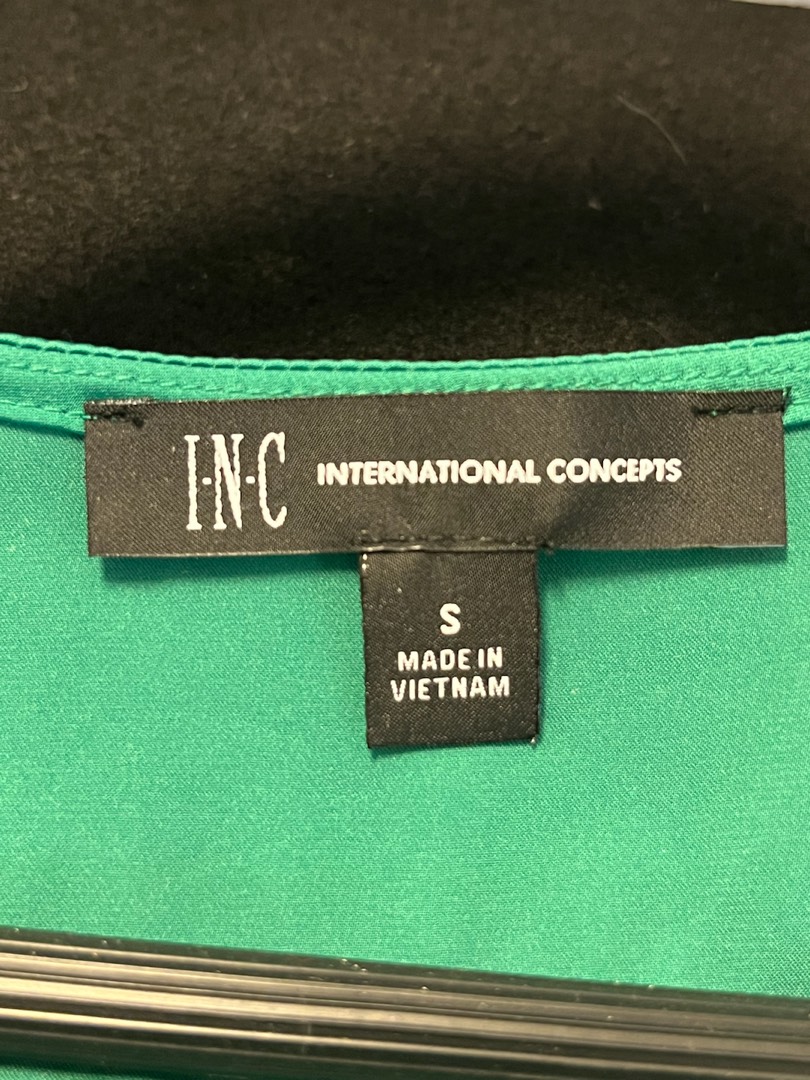 I·N·C INTERNATIONAL CONCEPTS
S
MADE IN
VIETNAM